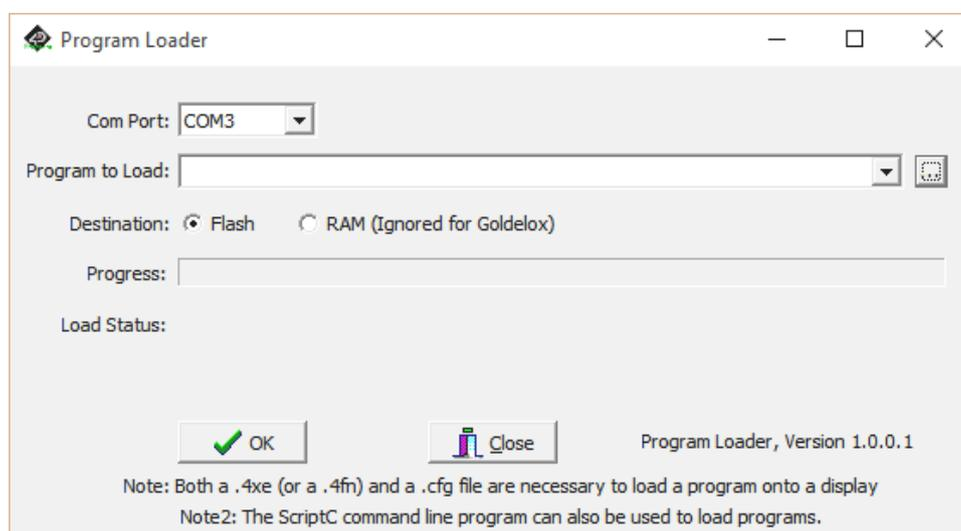 Program Loader
Com Port: COM3
Program to Load:
Destination: Flash RAM (Ignored for Goldelox)
Progress:
Load Status:
OK Close Program Loader, Version 1.0.0.1
Note: Both a .4xe (or a .4fn) and a .cfg file are necessary to load a program onto a display
Note2: The ScriptC command line program can also be used to load programs.